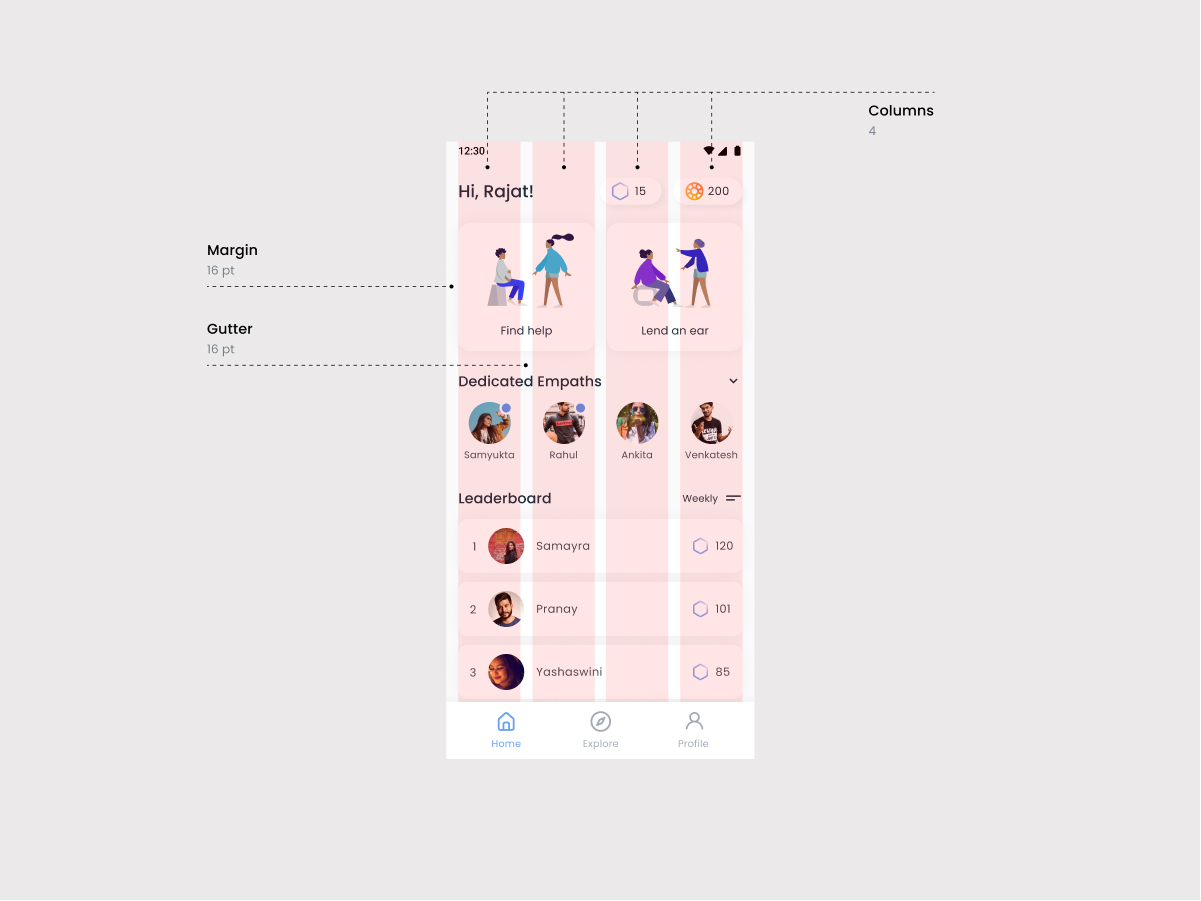 Columns
4
12:30
Hi, Rajat!
15
200
Margin
16 pt
Find help
Lend an ear
Gutter
16 pt
Dedicated Empaths
Samyukta
Rahul
Ankita
Venkatesh
Leaderboard
Weekly
1
Samayra
120
2
Pranay
101
3
Yashaswini
85
Home
Explore
Profile